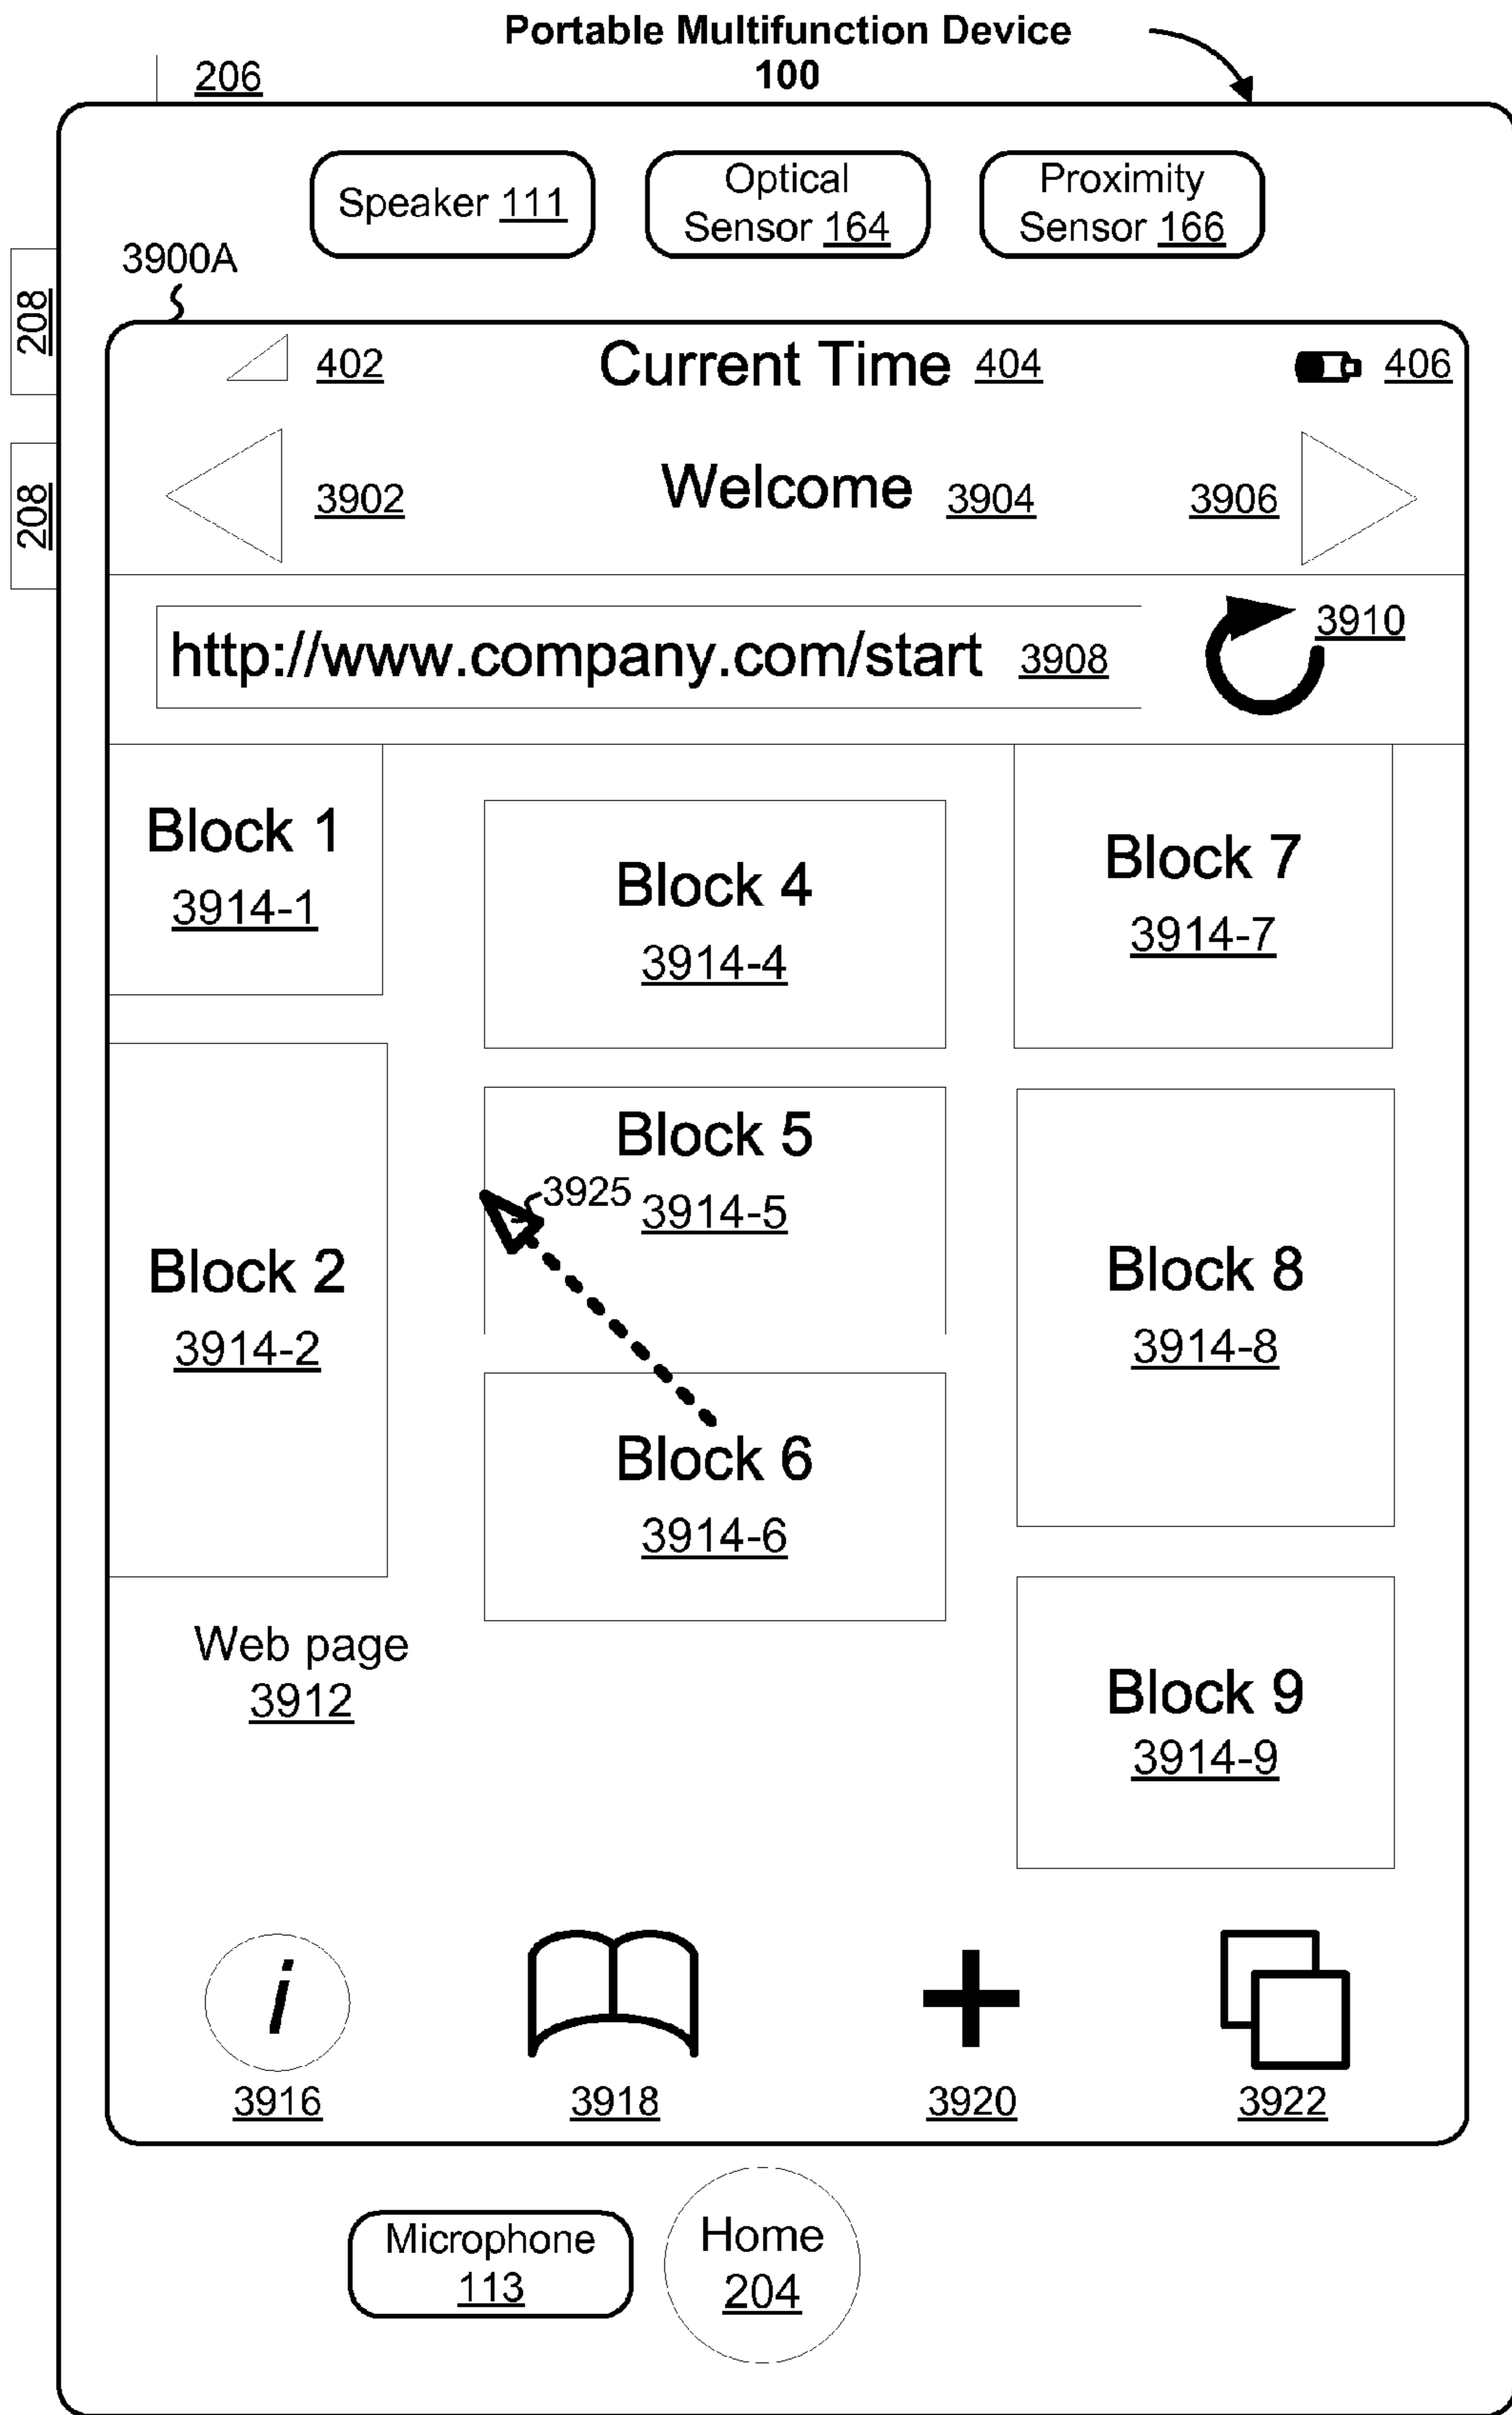 Portable Multifunction Device
100
206
Speaker 111
Optical
Sensor 164
Proximity
Sensor 166
3900A
208
208
402
Current Time 404
406
3902
Welcome 3904
3906
http://www.company.com/start 3908
3910
Block 1
3914-1
Block 4
3914-4
Block 7
3914-7
Block 2
3914-2
Block 5
3925
3914-5
Block 8
3914-8
Block 6
3914-6
Web page
3912
Block 9
3914-9
i
3916
3918
3920
3922
Microphone
113
Home
204